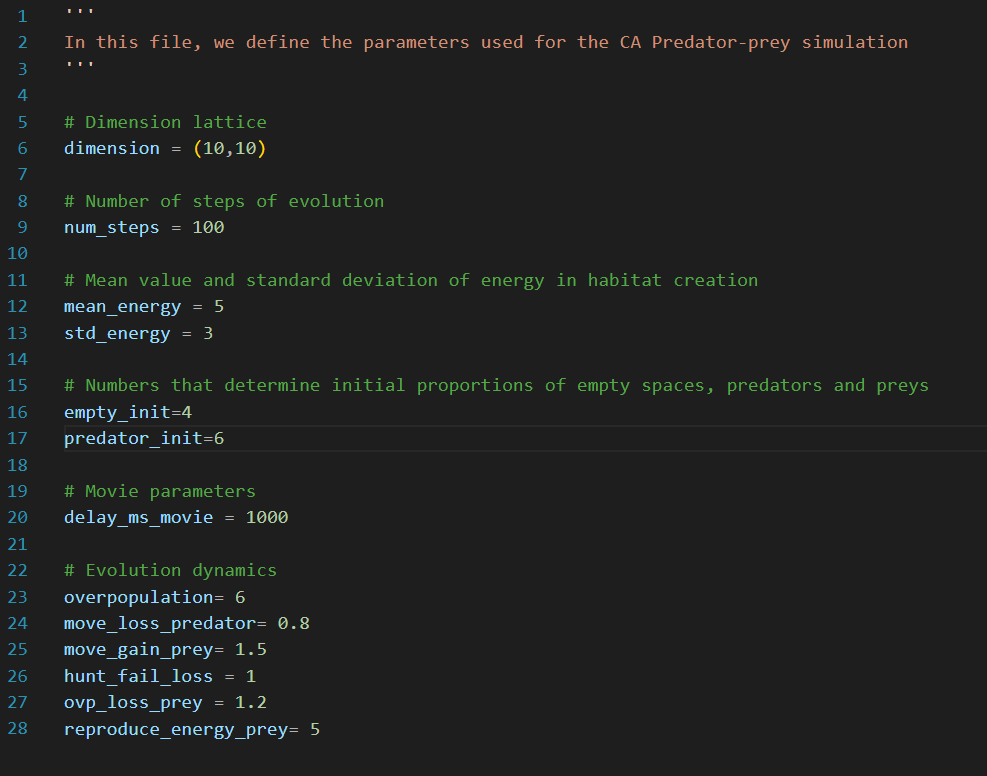 1 '''
2 In this file, we define the parameters used for the CA Predator-prey simulation
3 '''
4
5 # Dimension lattice
6 dimension = (10,10)
7
8 # Number of steps of evolution
9 num_steps = 100
10
11 # Mean value and standard deviation of energy in habitat creation
12 mean_energy = 5
13 std_energy = 3
14
15 # Numbers that determine initial proportions of empty spaces, predators and preys
16 empty_init=4
17 predator_init=6
18
19 # Movie parameters
20 delay_ms_movie = 1000
21
22 # Evolution dynamics
23 overpopulation= 6
24 move_loss_predator= 0.8
25 move_gain_prey= 1.5
26 hunt_fail_loss = 1
27 ovp_loss_prey = 1.2
28 reproduce_energy_prey= 5